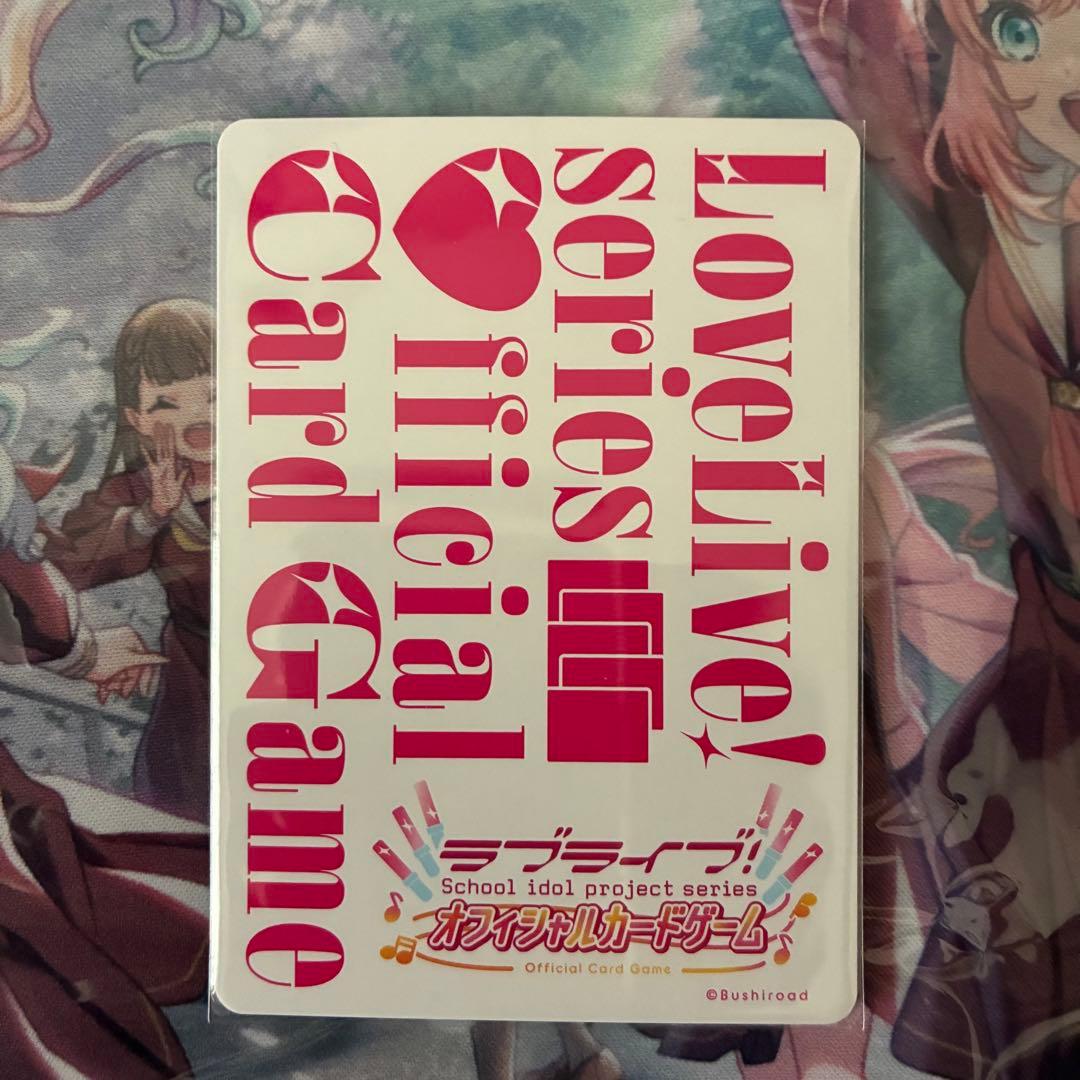 LoveLive!
series
Official
Card Game
ラブライブ!
School idol project series
オフィシャルカードゲーム
Official Card Game
©Bushiroad